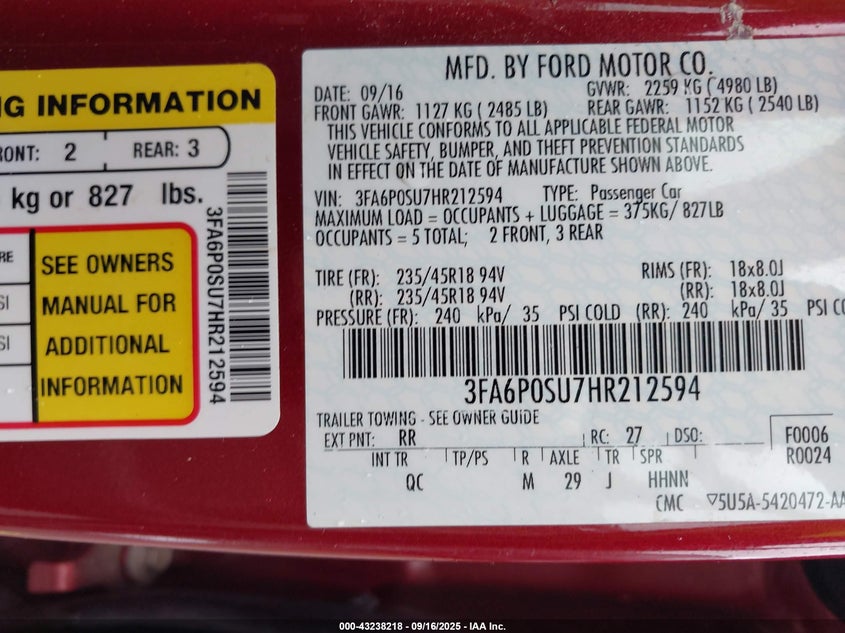 NG INFORMATION
FRONT: 2 REAR: 3
kg or 827 lbs.
SEE OWNERS
MANUAL FOR
ADDITIONAL
INFORMATION
3FA6P0SU7HR212594
MFD. BY FORD MOTOR CO.
DATE: 09/16 GVWR: 2259 KG ( 4980 LB)
FRONT GAWR: 1127 KG ( 2485 LB) REAR GAWR: 1152 KG ( 2540 LB)
THIS VEHICLE CONFORMS TO ALL APPLICABLE FEDERAL MOTOR
VEHICLE SAFETY, BUMPER, AND THEFT PREVENTION STANDARDS
IN EFFECT ON THE DATE OF MANUFACTURE SHOWN ABOVE.
VIN: 3FA6P0SU7HR212594 TYPE: Passenger Car
MAXIMUM LOAD = OCCUPANTS + LUGGAGE = 375KG/ 827LB
OCCUPANTS = 5 TOTAL; 2 FRONT, 3 REAR
TIRE (FR): 235/45R18 94V RIMS (FR): 18x8.0J
(RR): 235/45R18 94V (RR): 18x8.0J
PRESSURE (FR): 240 kPa/ 35 PSI COLD (RR): 240 kPa/ 35 PSI CO
3FA6P0SU7HR212594
TRAILER TOWING - SEE OWNER GUIDE
EXT PNT: RR RC: 27 DSO: F0006
INT TR TP/PS R AXLE TR SPR R0024
QC M 29 J HHNN
CMC ▽5U5A-5420472-AA
000-43238218 - 09/16/2025 - IAA Inc.